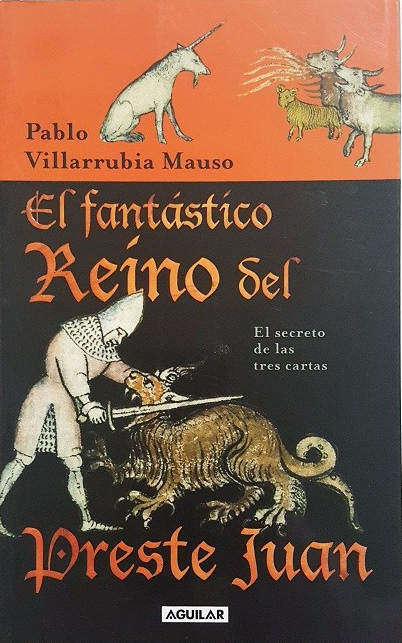 Pablo
Villarrubia Mauso
El fantástico
Reino del
El secreto
de las
tres cartas
Preste Juan
AGUILAR